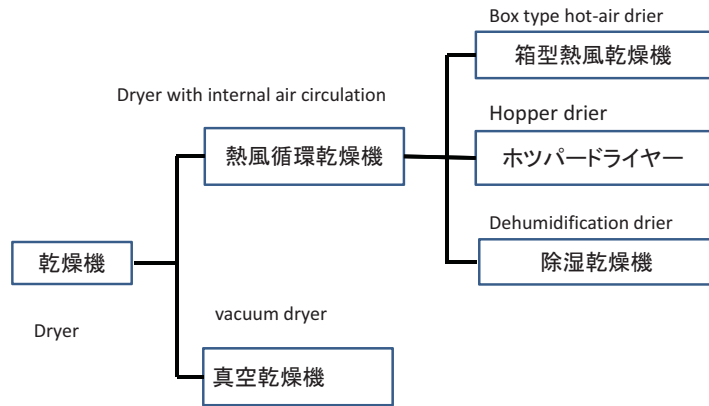 Box type hot-air drier
箱型熱風乾燥機
Dryer with internal air circulation
熱風循環乾燥機
Hopper drier
ホツパードライヤー
Dehumidification drier
除湿乾燥機
乾燥機
Dryer
vacuum dryer
真空乾燥機